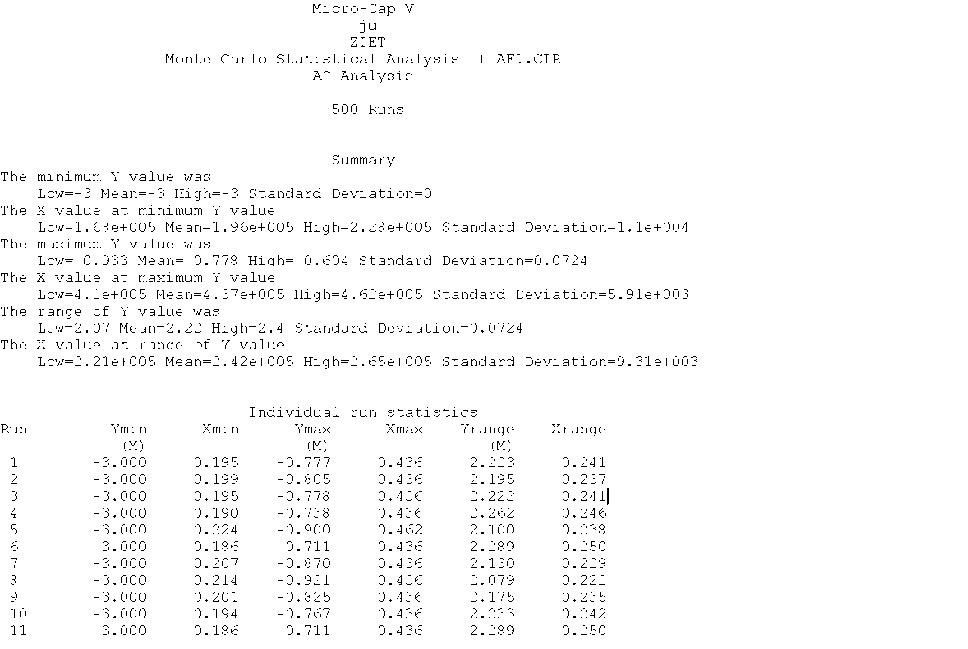 Micro-Cap V
ju
ZIET
Monte Carlo Statistical Analysis AFI.CIR
AC Analysis
500 Runs
Summary
The minimum Y value was
Low=-3 Mean=-3 High=-3 Standard Deviation=0
The X value at minimum Y value
Mean=1.96e+005 Standard Deviation=1.1e+004
The maximum Y value was
Low=-0.933 Mean=-0.778 High=-0.604 Standard Deviation=0.0724
The X value at maximum Y value
Low=4.1e+005 Mean=4.37e+005 High=4.62e+005 Standard Deviation=5.91e+003
The range of Y value was
Low=2.07 Mean=2.22 High=2.4 Standard Deviation=0.0724
The X value at range of Y value
Low=2.21e+005 Mean=2.42e+005 High=2.65e+005 Standard Deviation=9.31e+003
Individual run statistics
Run Ymin Xmin Ymax Xmax Yrange Xrange
(M) (M) (M)
1 -3.000 0.195 -0.777 0.436 2.223 0.241
2 -3.000 0.199 -0.805 0.436 2.195 0.237
3 -3.000 0.195 -0.778 0.436 2.222 0.241
4 -3.000 0.190 -0.738 0.436 2.262 0.246
5 -3.000 0.224 -0.900 0.462 2.100 0.238
6 -3.000 0.186 -0.711 0.436 2.289 0.250
7 -3.000 0.207 -0.870 0.436 2.130 0.229
8 -3.000 0.214 -0.921 0.436 2.079 0.222
9 -3.000 0.201 -0.825 0.436 2.175 0.235
10 -3.000 0.194 -0.767 0.436 2.233 0.242
11 -3.000 0.186 -0.711 0.436 2.289 0.250